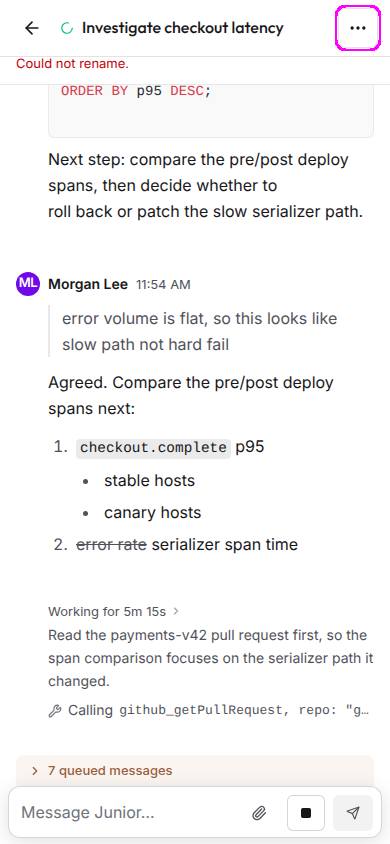 Investigate checkout latency
Could not rename.
ORDER BY p95 DESC;
Next step: compare the pre/post deploy
spans, then decide whether to
roll back or patch the slow serializer path.
ML Morgan Lee 11:54 AM
error volume is flat, so this looks like
slow path not hard fail
Agreed. Compare the pre/post deploy
spans next:
1. checkout.complete p95
• stable hosts
• canary hosts
2. error rate serializer span time
Working for 5m 15s
Read the payments-v42 pull request first, so the
span comparison focuses on the serializer path it
changed.
Calling github_getPullRequest, repo: "g…
7 queued messages
Message Junior...